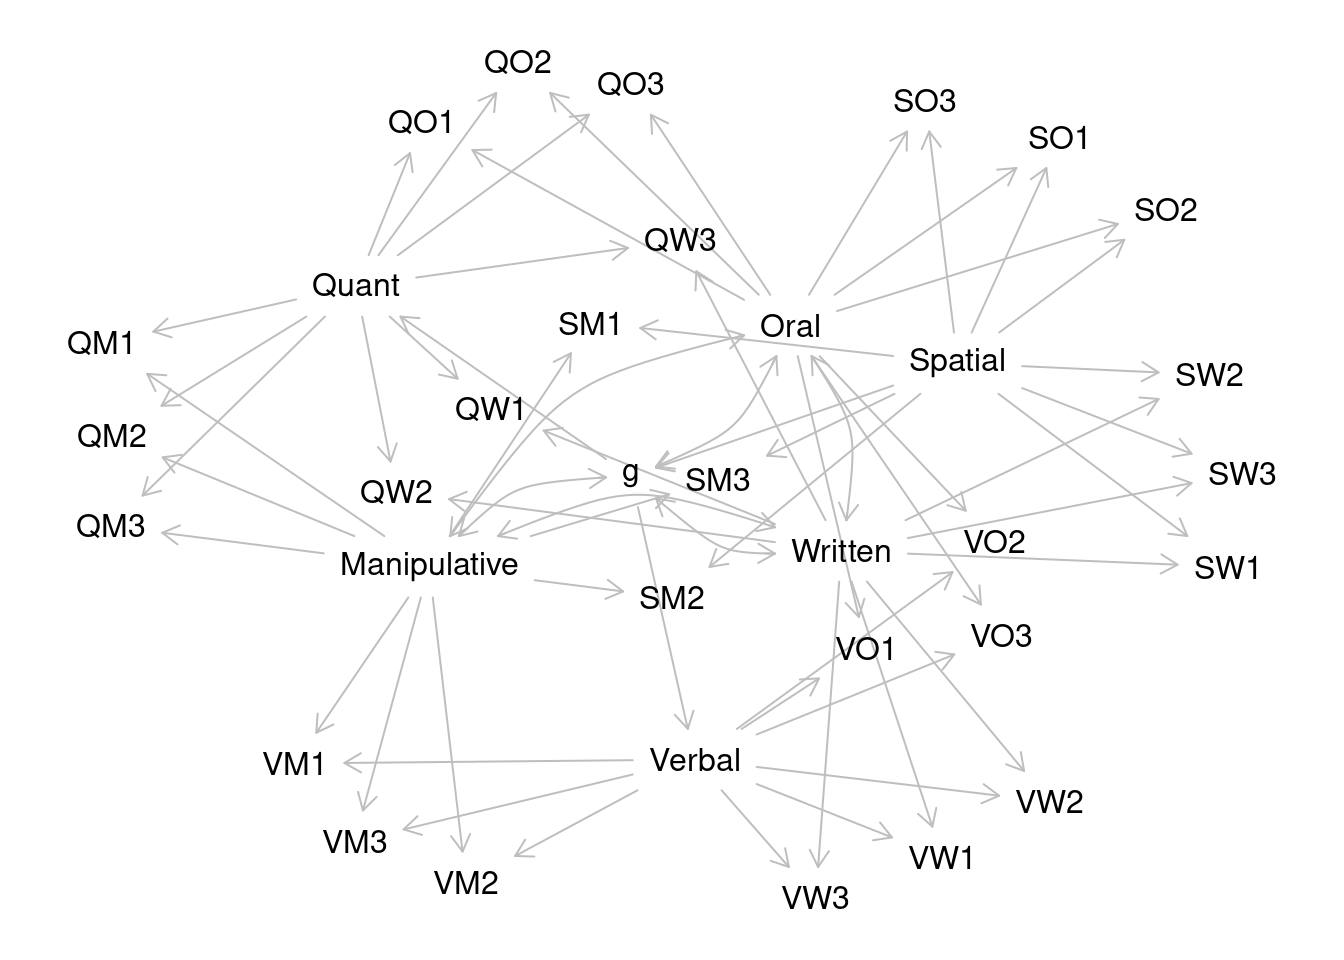 QO2
QO3
SO3
QO1
SO1
SO2
QW3
Quant
SM1
Oral
QM1
Spatial
SW2
QW1
QM2
g
SM3
SW3
QW2
QM3
VO2
Written
Manipulative
SW1
SM2
VO3
VO1
Verbal
VM1
VW2
VM3
VW1
VM2
VW3